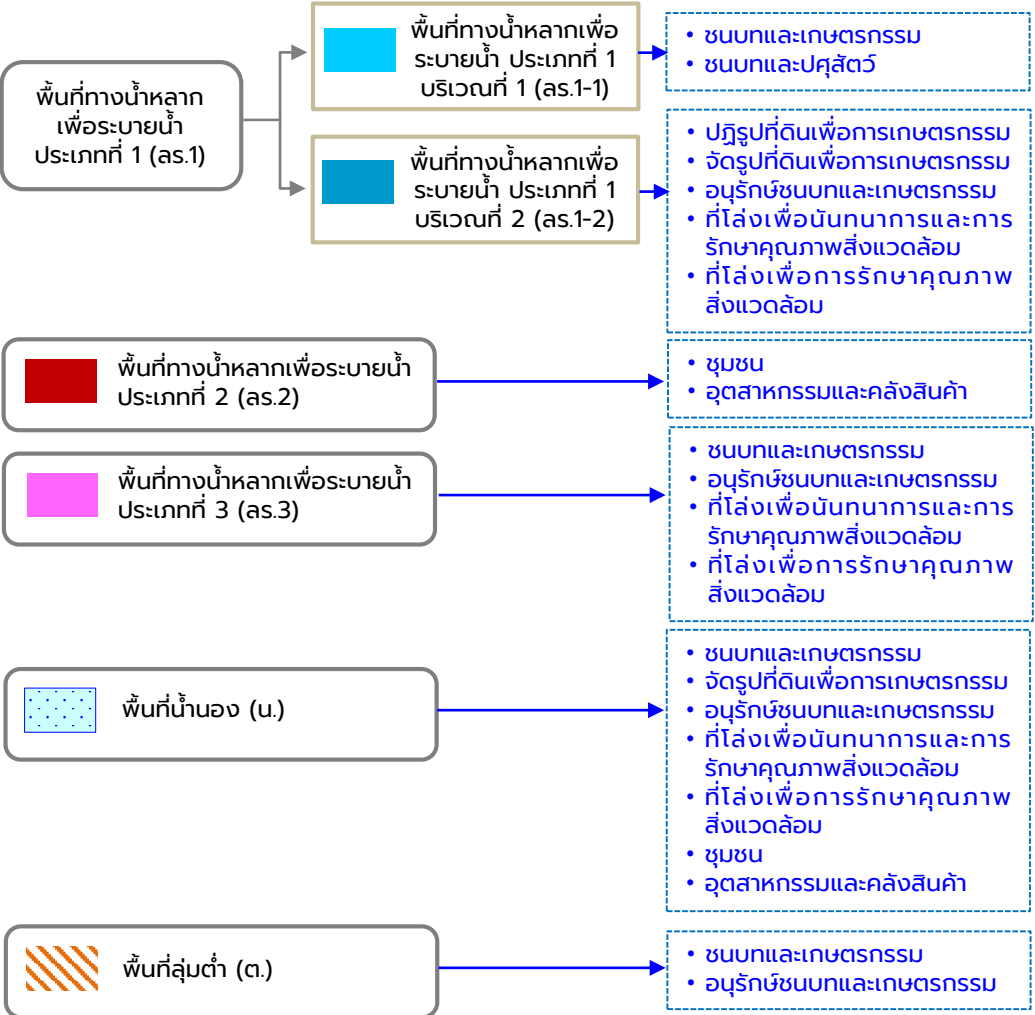 พื้นที่ทางน้ำหลาก
เพื่อระบายน้ำ
ประเภทที่ 1 (ลร.1)
พื้นที่ทางน้ำหลากเพื่อ
ระบายน้ำ ประเภทที่ 1
บริเวณที่ 1 (ลร.1-1)
• ชนบทและเกษตรกรรม
• ชนบทและปศุสัตว์
พื้นที่ทางน้ำหลากเพื่อ
ระบายน้ำ ประเภทที่ 1
บริเวณที่ 2 (ลร.1-2)
• ปฏิรูปที่ดินเพื่อการเกษตรกรรม
• จัดรูปที่ดินเพื่อการเกษตรกรรม
• อนุรักษ์ชนบทและเกษตรกรรม
• ที่โล่งเพื่อนันทนาการและการ
รักษาคุณภาพสิ่งแวดล้อม
• ที่โล่งเพื่อการรักษาคุณภาพ
สิ่งแวดล้อม
พื้นที่ทางน้ำหลากเพื่อระบายน้ำ
ประเภทที่ 2 (ลร.2)
• ชุมชน
• อุตสาหกรรมและคลังสินค้า
พื้นที่ทางน้ำหลากเพื่อระบายน้ำ
ประเภทที่ 3 (ลร.3)
• ชนบทและเกษตรกรรม
• อนุรักษ์ชนบทและเกษตรกรรม
• ที่โล่งเพื่อนันทนาการและการ
รักษาคุณภาพสิ่งแวดล้อม
• ที่โล่งเพื่อการรักษาคุณภาพ
สิ่งแวดล้อม
พื้นที่น้ำนอง (น.)
• ชนบทและเกษตรกรรม
• จัดรูปที่ดินเพื่อการเกษตรกรรม
• อนุรักษ์ชนบทและเกษตรกรรม
• ที่โล่งเพื่อนันทนาการและการ
รักษาคุณภาพสิ่งแวดล้อม
• ที่โล่งเพื่อการรักษาคุณภาพ
สิ่งแวดล้อม
• ชุมชน
• อุตสาหกรรมและคลังสินค้า
พื้นที่ลุ่มต่ำ (ต.)
• ชนบทและเกษตรกรรม
• อนุรักษ์ชนบทและเกษตรกรรม